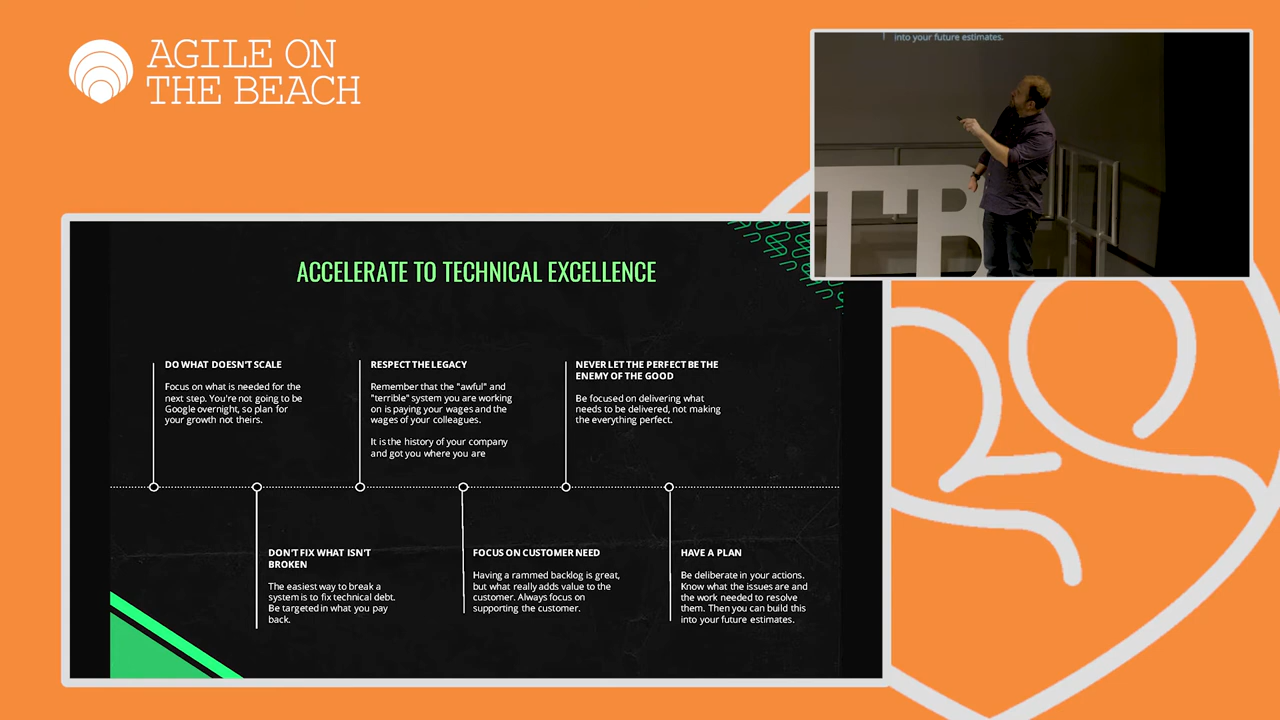 AGILE ON
THE BEACH
into your future estimates.
TB
ACCELERATE TO TECHNICAL EXCELLENCE
DO WHAT DOESN'T SCALE
Focus on what is needed for the
next step. You're not going to be
Google overnight, so plan for
your growth not theirs.
RESPECT THE LEGACY
Remember that the "awful" and
"terrible" system you are working
on is paying your wages and the
wages of your colleagues.
It is the history of your company
and got you where you are
NEVER LET THE PERFECT BE THE
ENEMY OF THE GOOD
Be focused on delivering what
needs to be delivered, not making
the everything perfect.
DON'T FIX WHAT ISN'T
BROKEN
The easiest way to break a
system is to fix technical debt.
Be targeted in what you pay
back.
FOCUS ON CUSTOMER NEED
Having a rammed backlog is great,
but what really adds value to the
customer. Always focus on
supporting the customer.
HAVE A PLAN
Be deliberate in your actions.
Know what the issues are and
the work needed to resolve
them. Then you can build this
into your future estimates.